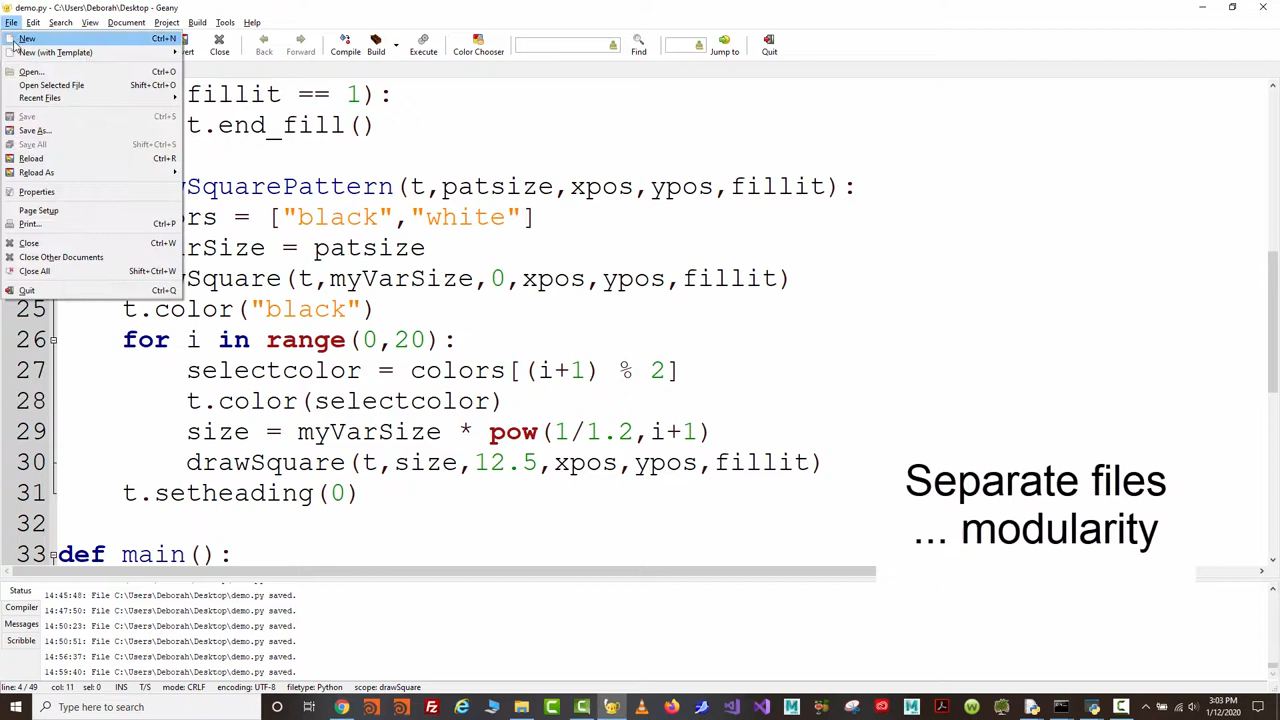 demo.py - C:\Users\Deborah\Desktop - Geany
File Edit Search View Document Project Build Tools Help
New Ctrl+N
New (with Template)
Open... Ctrl+O
Open Selected File Shift+Ctrl+O
Recent Files
Save Ctrl+S
Save As...
Save All Shift+Ctrl+S
Reload Ctrl+R
Reload As
Properties
Page Setup
Print... Ctrl+P
Close Ctrl+W
Close Other Documents
Close All Shift+Ctrl+W
Quit Ctrl+Q
vert Close Back Forward Compile Build Execute Color Chooser Find Jump to Quit
fillit == 1):
t.end_fill()
wSquarePattern(t,patsize,xpos,ypos,fillit):
ors = ["black","white"]
arSize = patsize
wSquare(t,myVarSize,0,xpos,ypos,fillit)
25 t.color("black")
26 for i in range(0,20):
27 selectcolor = colors[(i+1) % 2]
28 t.color(selectcolor)
29 size = myVarSize * pow(1/1.2,i+1)
30 drawSquare(t,size,12.5,xpos,ypos,fillit)
31 t.setheading(0)
32
33 def main():
Separate files
... modularity
Status
Compiler
Messages
Scribble
14:45:48: File C:\Users\Deborah\Desktop\demo.py saved.
14:47:50: File C:\Users\Deborah\Desktop\demo.py saved.
14:50:23: File C:\Users\Deborah\Desktop\demo.py saved.
14:50:51: File C:\Users\Deborah\Desktop\demo.py saved.
14:56:37: File C:\Users\Deborah\Desktop\demo.py saved.
14:59:40: File C:\Users\Deborah\Desktop\demo.py saved.
line: 4 / 49 col: 11 sel: 0 INS T/S mode: CRLF encoding: UTF-8 filetype: Python scope: drawSquare
Type here to search
3:03 PM
1/12/2020